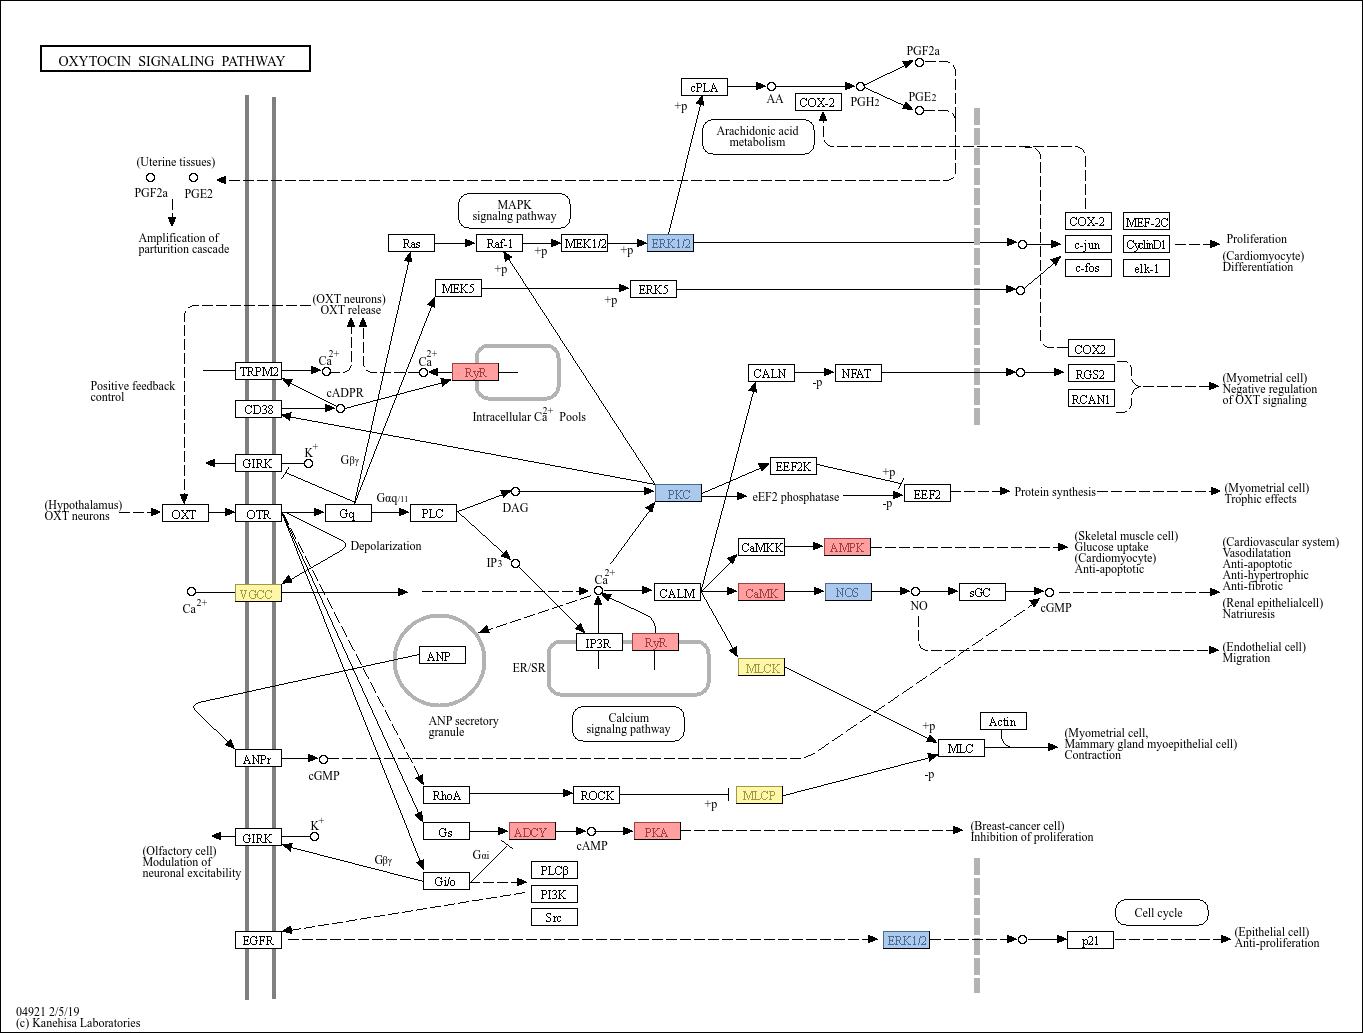 OXYTOCIN SIGNALING PATHWAY
PGF2a
cPLA
+p
AA
COX-2
PGH2
PGE2
Arachidonic acid
metabolism
(Uterine tissues)
PGF2a
PGE2
Amplification of
parturition cascade
MAPK
signalng pathway
Ras
Raf-1
+p
+p
MEK1/2
+p
ERK1/2
COX-2
MEF-2C
c-jun
CyclinD1
c-fos
elk-1
Proliferation
(Cardiomyocyte)
Differentiation
MEK5
+p
ERK5
(OXT neurons)
OXT release
Positive feedback
control
TRPM2
Ca2+
Ca2+
RyR
cADPR
CD38
Intracellular Ca2+ Pools
CALN
-p
NFAT
COX2
RGS2
RCAN1
(Myometrial cell)
Negative regulation
of OXT signaling
GIRK
K+
Gβγ
(Hypothalamus)
OXT neurons
OXT
OTR
Gq
Gαq/11
PLC
DAG
PKC
EEF2K
+p
eEF2 phosphatase
-p
EEF2
Protein synthesis
(Myometrial cell)
Trophic effects
Depolarization
IP3
Ca2+
CaMKK
AMPK
(Skeletal muscle cell)
Glucose uptake
(Cardiomyocyte)
Anti-apoptotic
(Cardiovascular system)
Vasodilatation
Anti-apoptotic
Anti-hypertrophic
Anti-fibrotic
(Renal epithelialcell)
Natriuresis
Ca2+
VGCC
CALM
CaMK
NOS
NO
sGC
cGMP
ANP
ANP secretory
granule
IP3R
RyR
ER/SR
Calcium
signalng pathway
MLCK
(Endothelial cell)
Migration
+p
-p
MLC
Actin
(Myometrial cell,
Mammary gland myoepithelial cell)
Contraction
ANPr
cGMP
RhoA
ROCK
+p
MLCP
Gs
ADCY
cAMP
PKA
(Breast-cancer cell)
Inhibition of proliferation
GIRK
K+
(Olfactory cell)
Modulation of
neuronal excitability
Gβγ
Gαi
Gi/o
PLCβ
PI3K
Src
EGFR
ERK1/2
p21
Cell cycle
(Epithelial cell)
Anti-proliferation
04921 2/5/19
(c) Kanehisa Laboratories